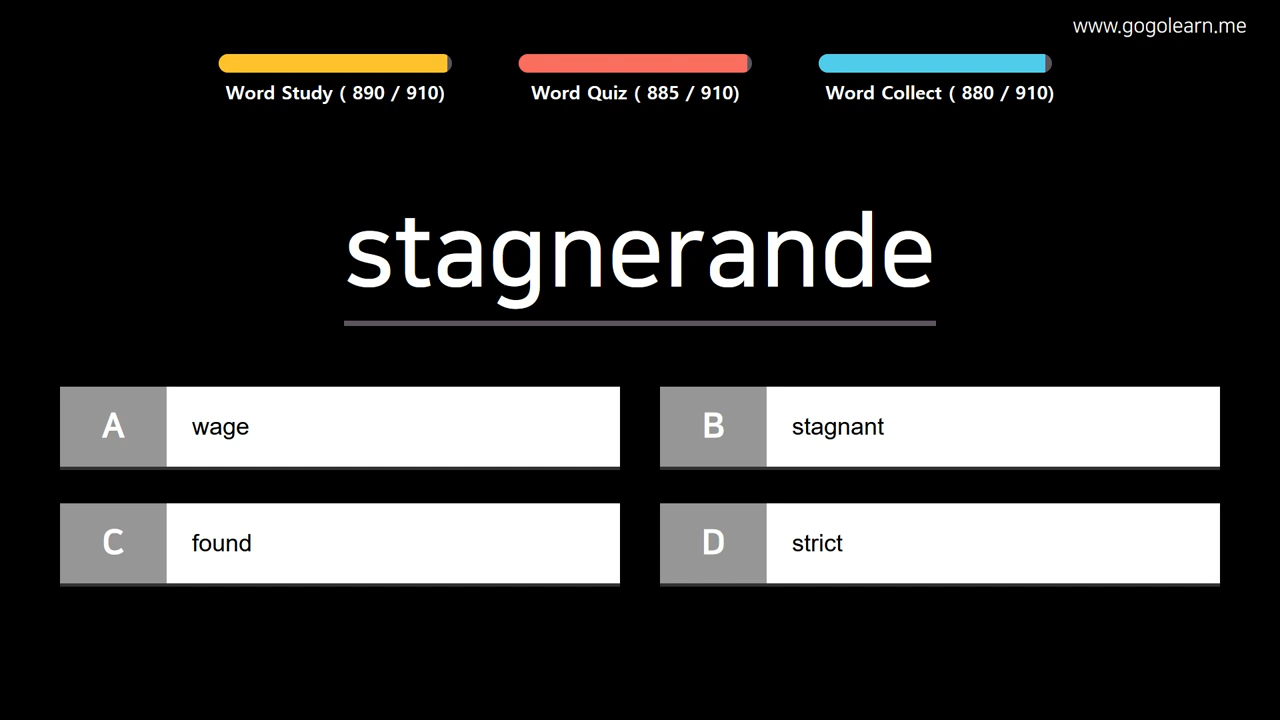 www.gogolearn.me
Word Study ( 890 / 910)
Word Quiz ( 885 / 910)
Word Collect ( 880 / 910)
stagnerande
A wage
B stagnant
C found
D strict